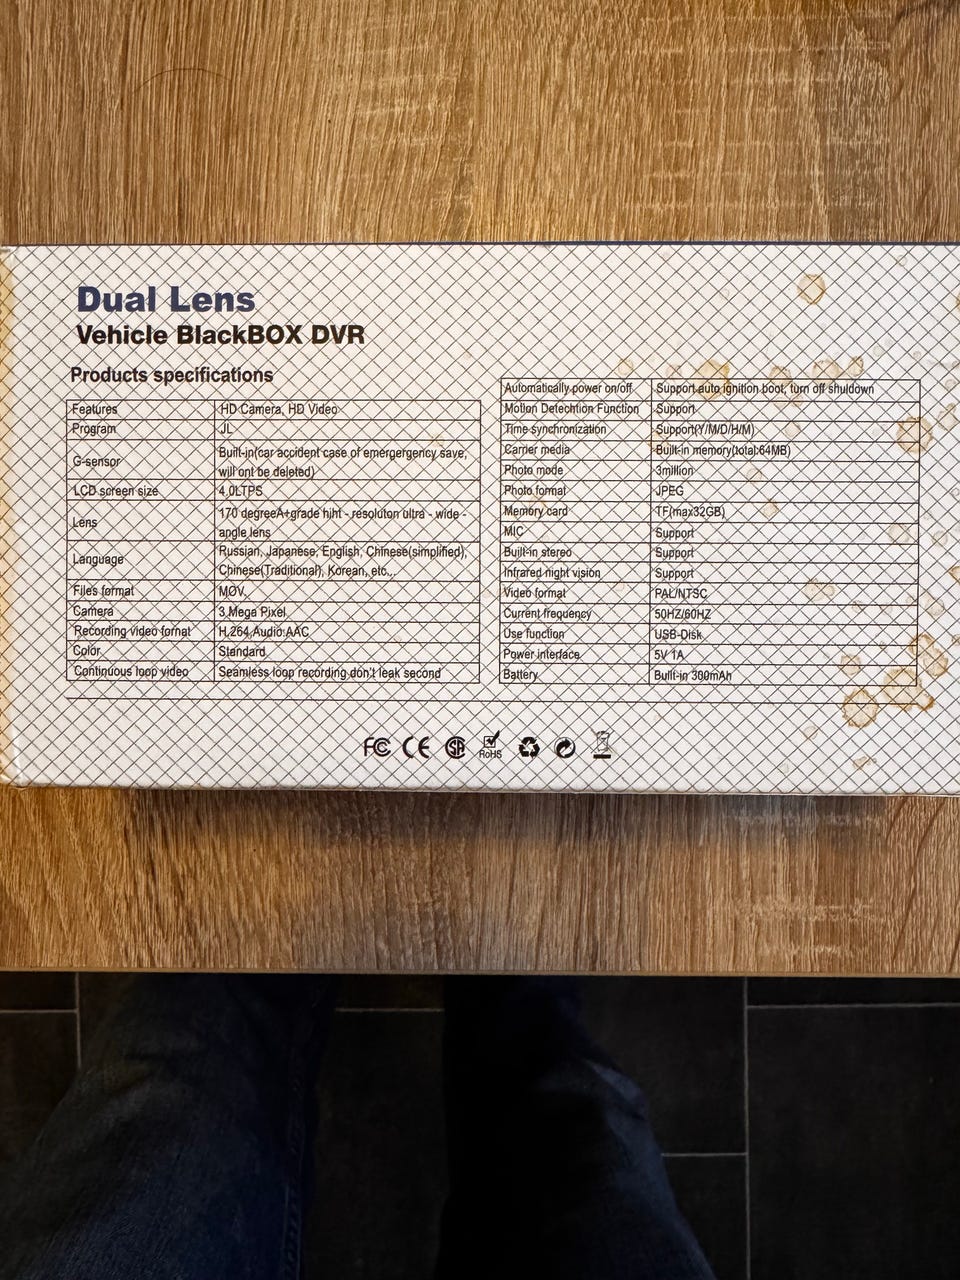 Dual Lens
Vehicle BlackBOX DVR
Products specifications
Features HD Camera, HD Video
Program JL
G-sensor Built-in(car accident case of emergergency save,
will ont be deleted)
LCD screen size 4.0LTPS
Lens 170 degreeA+grade hiht - resoluton ultra - wide -
angle lens
Language Russian, Japanese, English, Chinese(simplified),
Chinese(Traditional), Korean, etc...
Files format MOV
Camera 3 Mega Pixel
Recording video fornat H.264,Audio:AAC
Color Standard
Continuous loop video Seamless loop recording don't leak second
Automatically power on/off Support auto ignition boot, turn off shuldown
Motion Detechtion Function Support
Time synchronization Support(Y/M/D/H/M)
Carrier media Built-in memory(total:64MB)
Photo mode 3million
Photo format JPEG
Memory card TF(max32GB)
MIC Support
Built-in stereo Support
Infrared night vision Support
Video format PAL/NTSC
Current frequency 50HZ/60HZ
Use function USB-Disk
Power interface 5V 1A
Battery Built-in 300mAh
FC CE SR RoHS